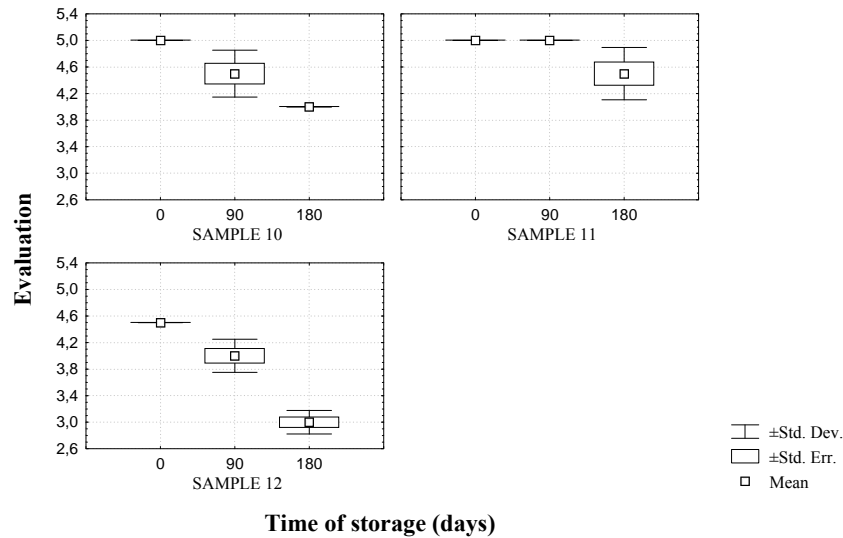 Evaluation
5,4
5,0
4,6
4,2
3,8
3,4
3,0
2,6
0 90 180
SAMPLE 10
0 90 180
SAMPLE 11
5,4
5,0
4,6
4,2
3,8
3,4
3,0
2,6
0 90 180
SAMPLE 12
±Std. Dev.
±Std. Err.
Mean
Time of storage (days)